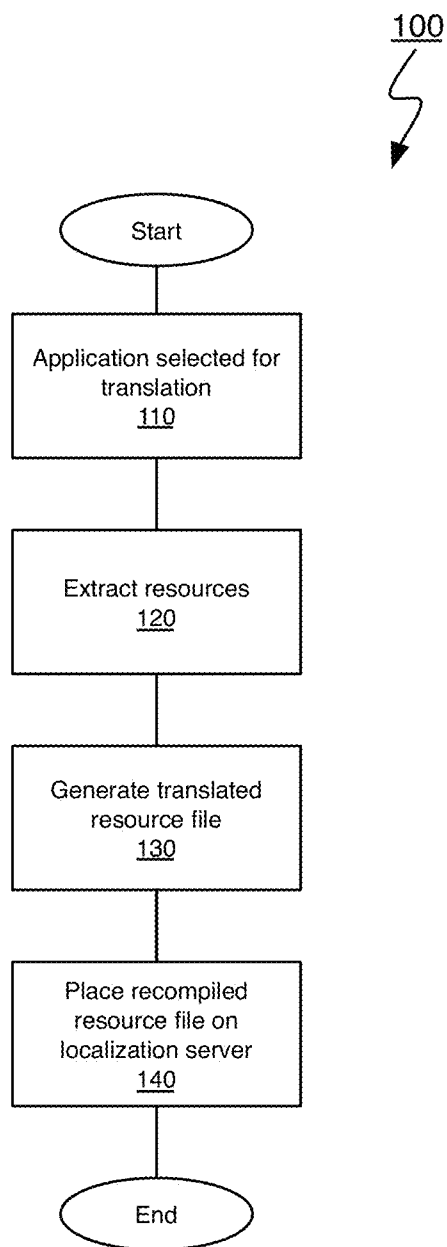 100
Start
Application selected for
translation
110
Extract resources
120
Generate translated
resource file
130
Place recompiled
resource file on
localization server
140
End